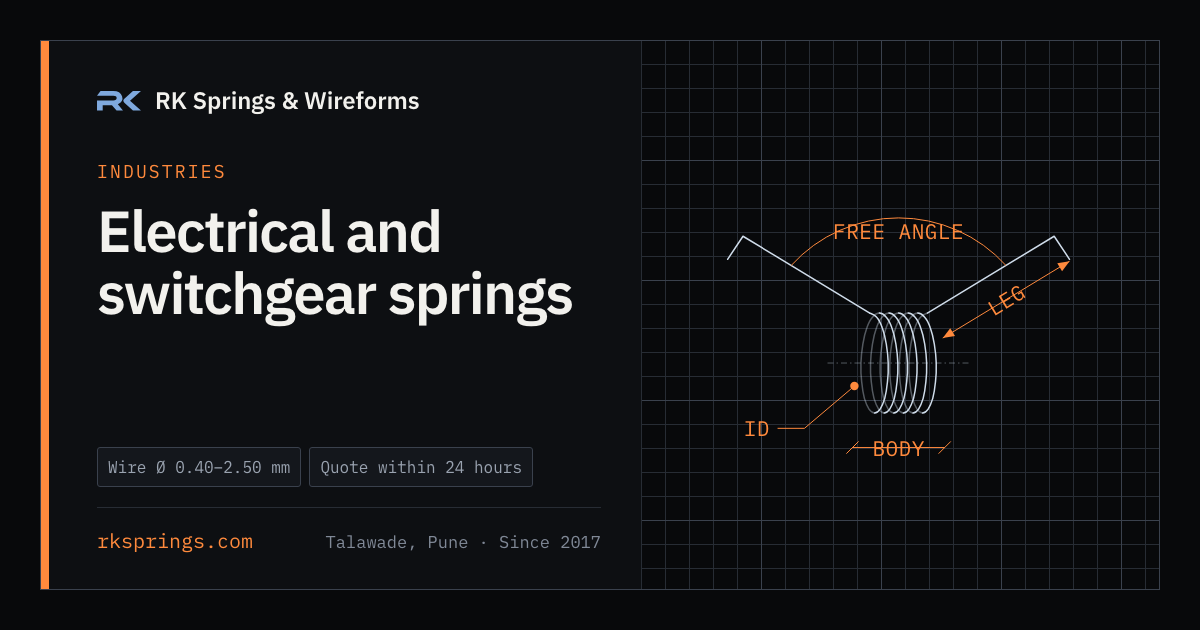 RK RK Springs & Wireforms
INDUSTRIES
Electrical and
switchgear springs
Wire Ø 0.40–2.50 mm
Quote within 24 hours
rksprings.com
Talawade, Pune · Since 2017
FREE ANGLE
LEG
ID
BODY